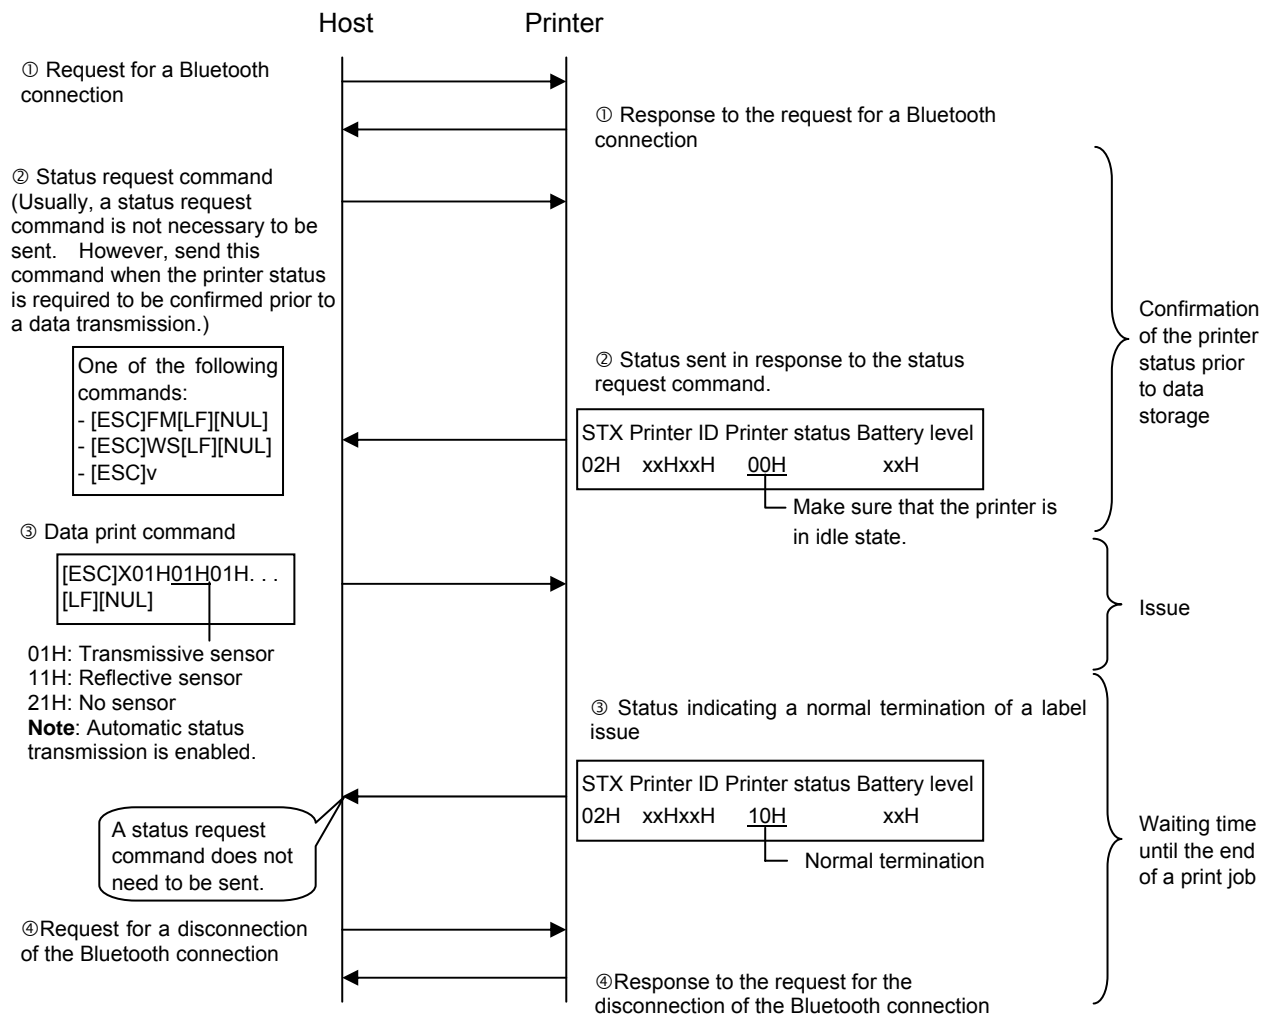 Host
Printer
① Request for a Bluetooth
connection
① Response to the request for a Bluetooth
connection
② Status request command
(Usually, a status request
command is not necessary to be
sent. However, send this
command when the printer status
is required to be confirmed prior to
a data transmission.)
One of the following
commands:
- [ESC]FM[LF][NUL]
- [ESC]WS[LF][NUL]
- [ESC]v
② Status sent in response to the status
request command.
STX Printer ID Printer status Battery level
02H xxHxxH 00H xxH
Make sure that the printer is
in idle state.
Confirmation
of the printer
status prior
to data
storage
③ Data print command
[ESC]X01H01H01H. . .
[LF][NUL]
01H: Transmissive sensor
11H: Reflective sensor
21H: No sensor
Note: Automatic status
transmission is enabled.
Issue
③ Status indicating a normal termination of a label
issue
STX Printer ID Printer status Battery level
02H xxHxxH 10H xxH
Normal termination
A status request
command does not
need to be sent.
Waiting time
until the end
of a print job
④Request for a disconnection
of the Bluetooth connection
④Response to the request for the
disconnection of the Bluetooth connection